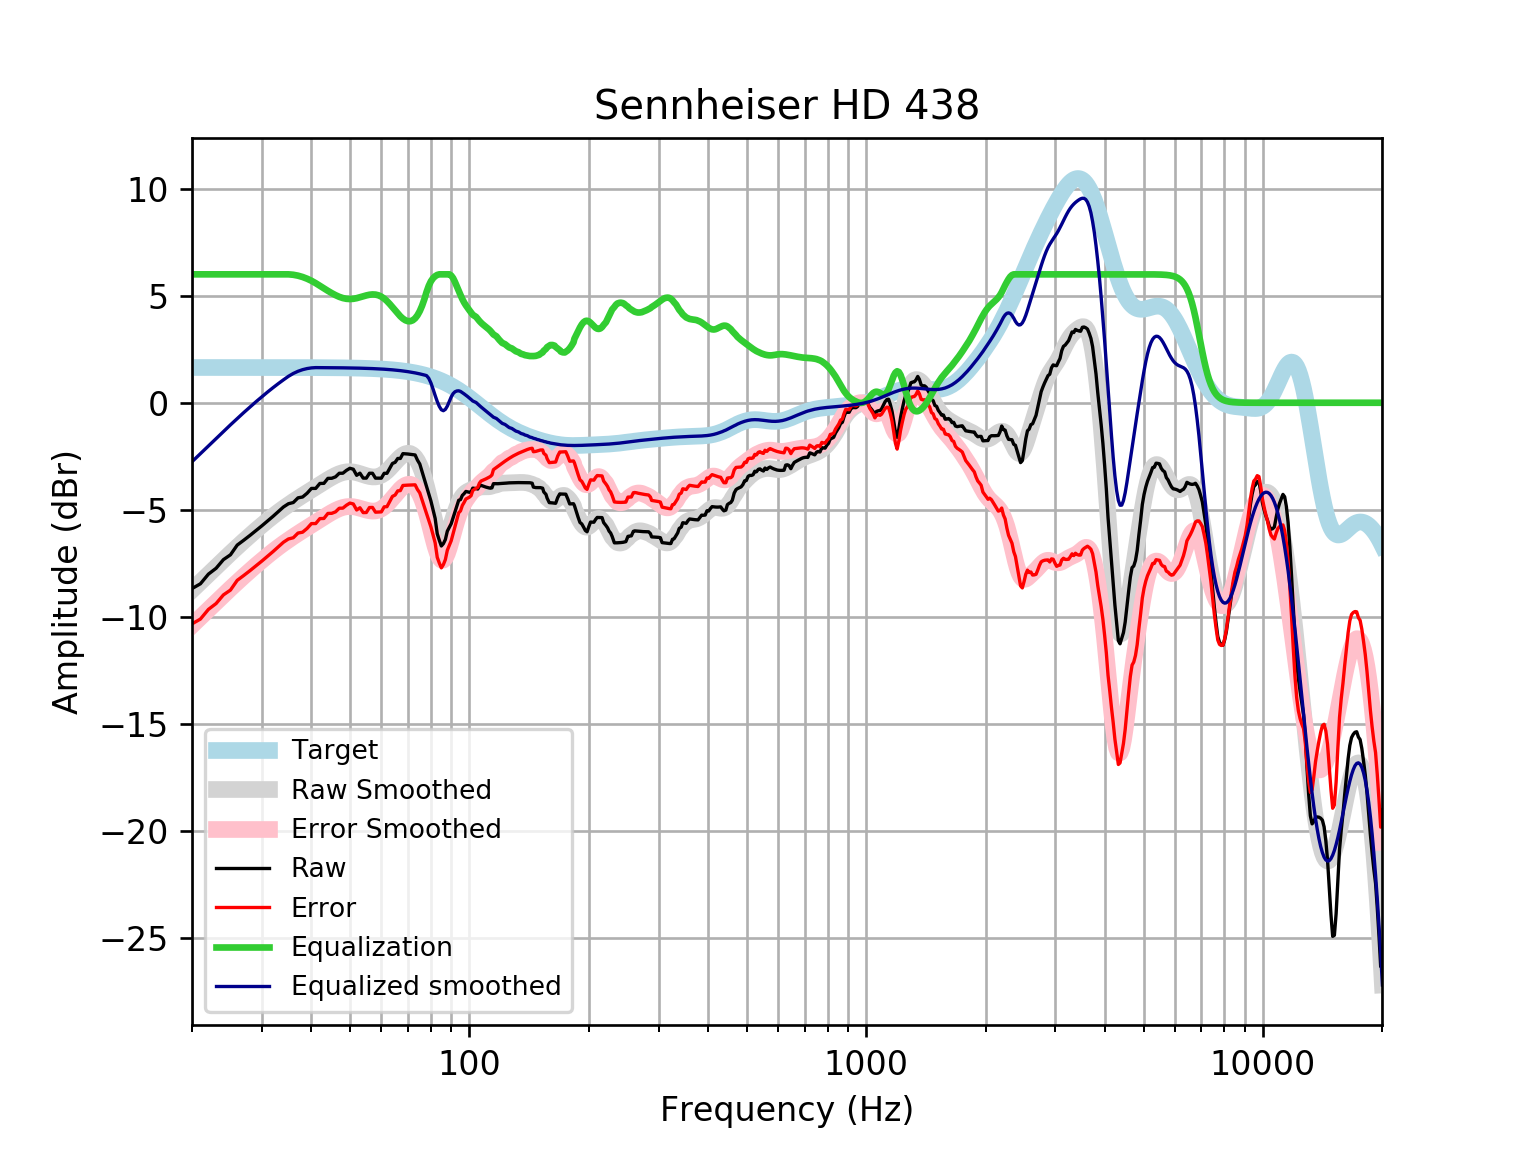 Sennheiser HD 438
10
5
0
−5
−10
−15
−20
−25
Amplitude (dBr)
Target
Raw Smoothed
Error Smoothed
Raw
Error
Equalization
Equalized smoothed
100 1000 10000
Frequency (Hz)